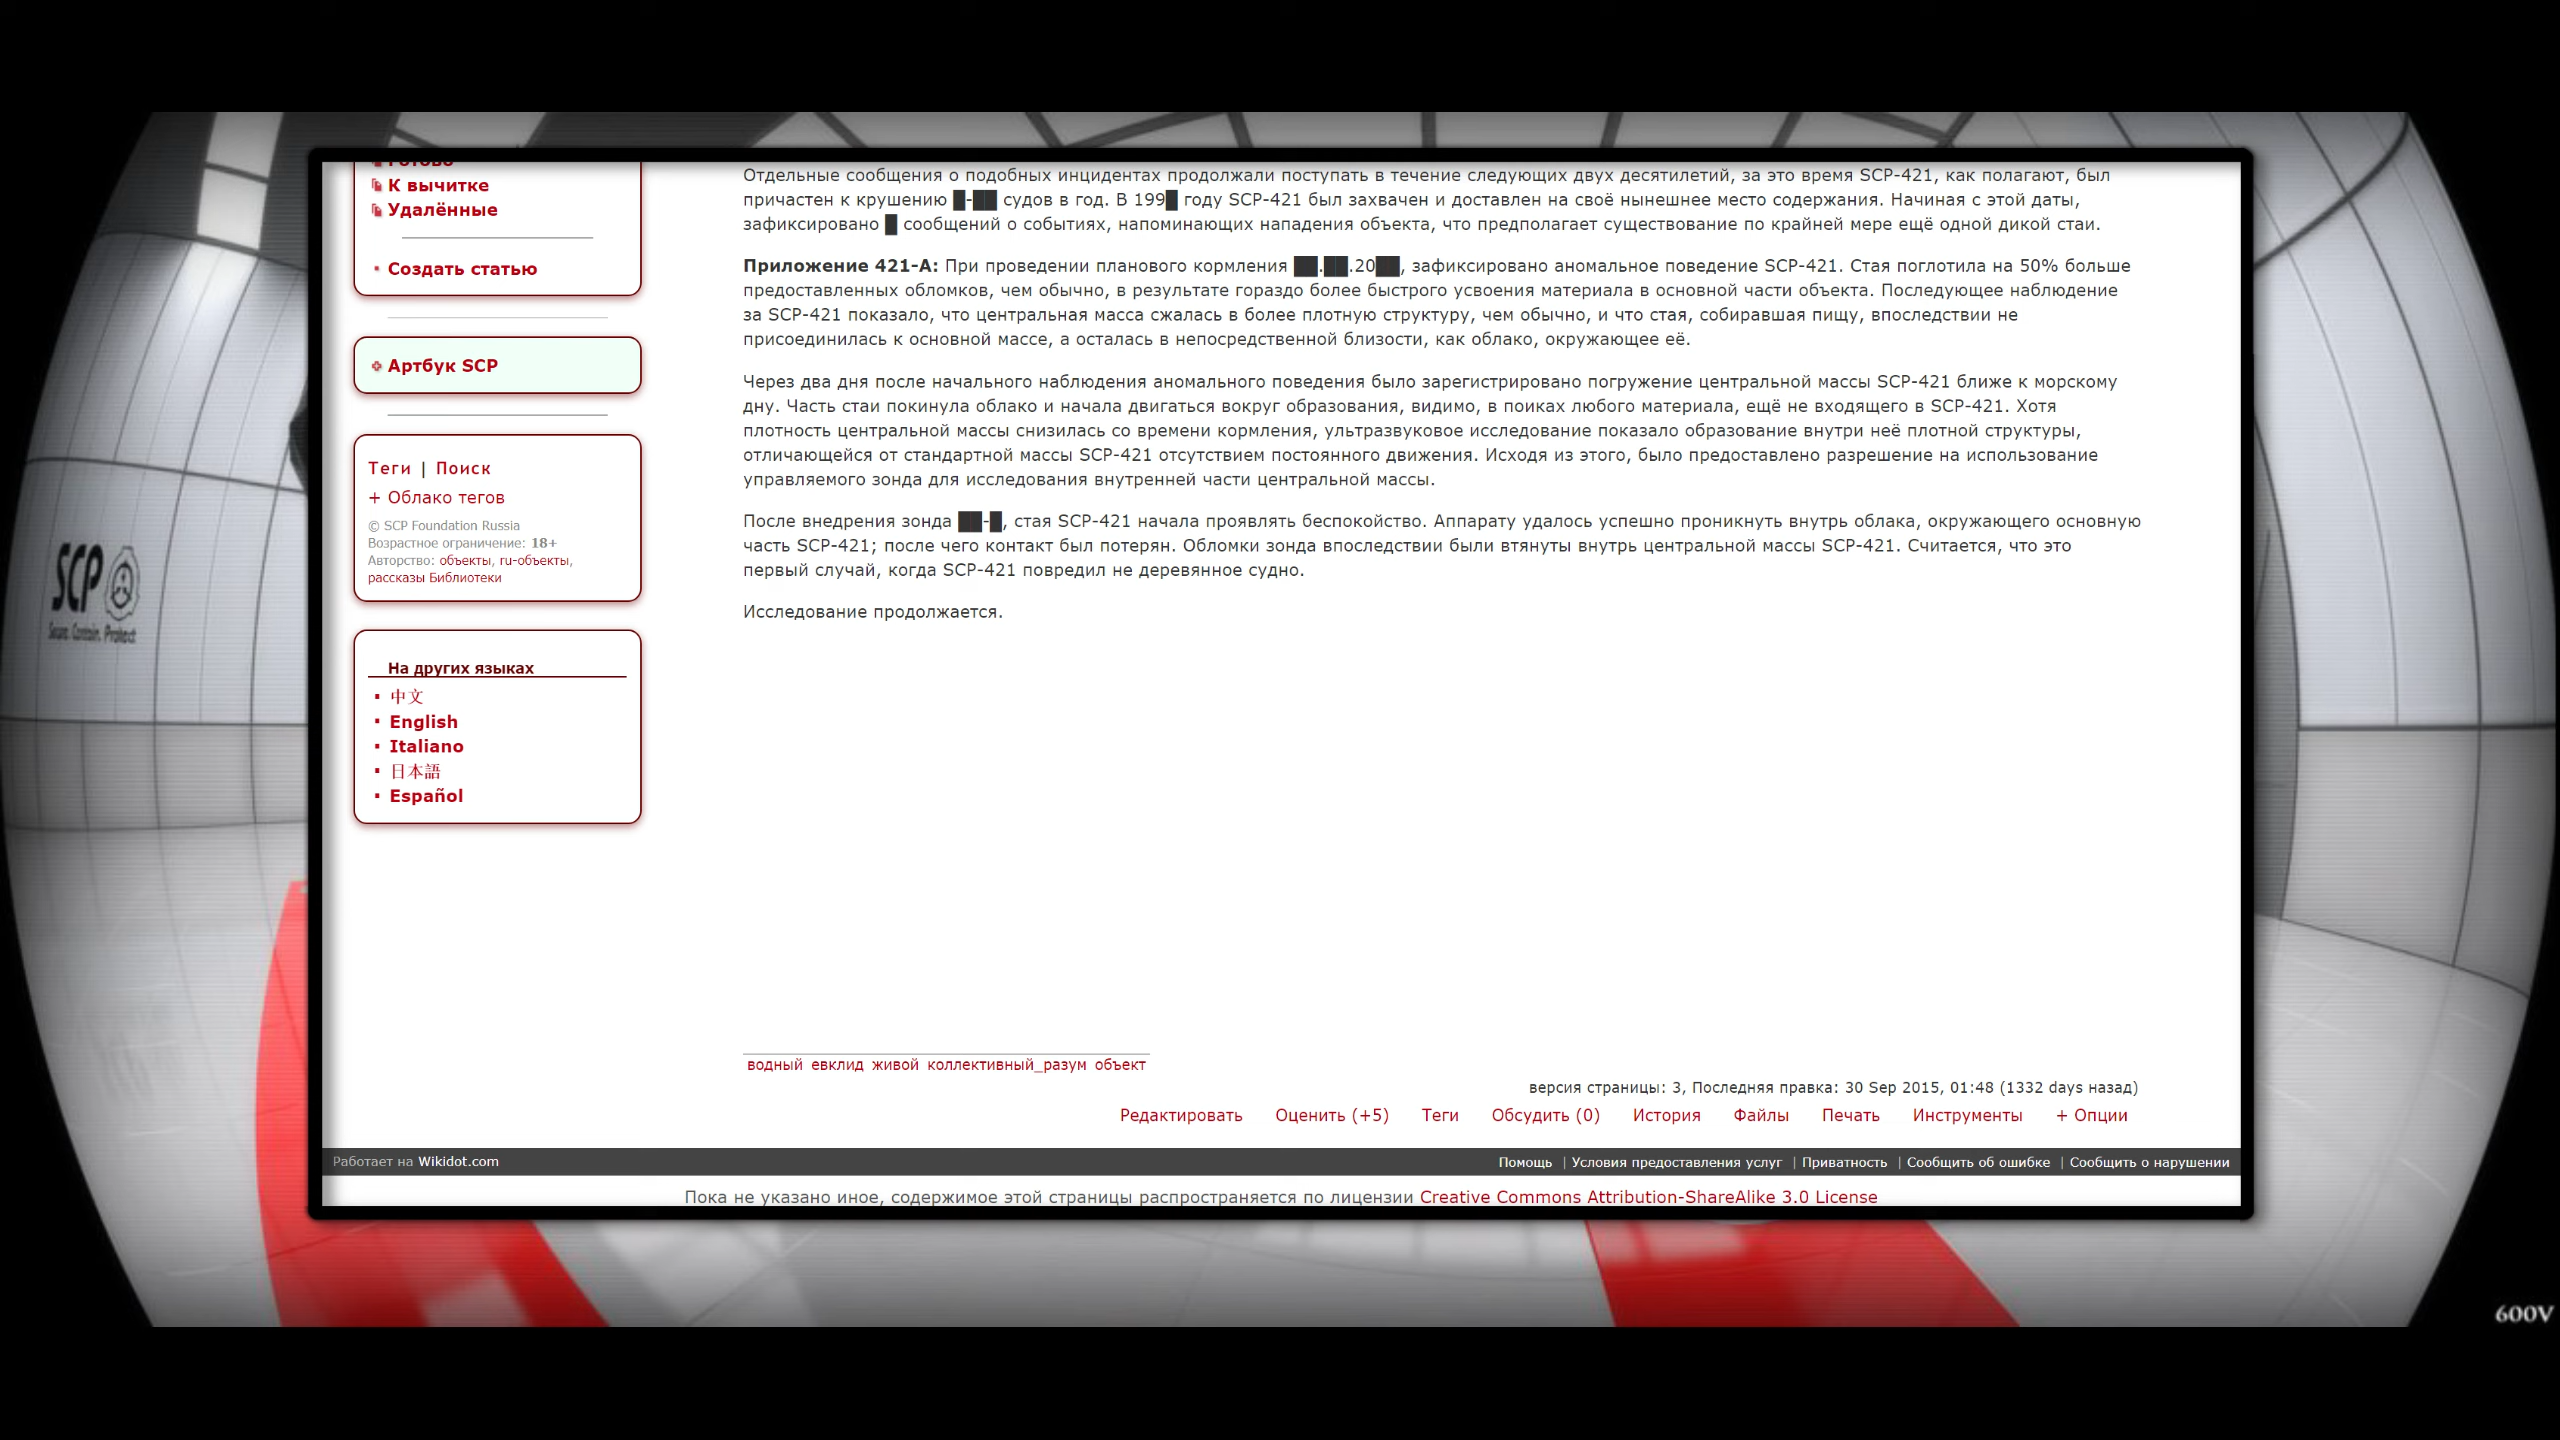 К вычитке
Удалённые
Создать статью
Артбук SCP
Теги | Поиск
+ Облако тегов
© SCP Foundation Russia
Возрастное ограничение: 18+
Авторство: объекты, ru-объекты,
рассказы Библиотеки
На других языках
中文
English
Italiano
日本語
Español
Отдельные сообщения о подобных инцидентах продолжали поступать в течение следующих двух десятилетий, за это время SCP-421, как полагают, был
причастен к крушению █-██ судов в год. В 199█ году SCP-421 был захвачен и доставлен на своё нынешнее место содержания. Начиная с этой даты,
зафиксировано █ сообщений о событиях, напоминающих нападения объекта, что предполагает существование по крайней мере ещё одной дикой стаи.
Приложение 421-A: При проведении планового кормления ██.██.20██, зафиксировано аномальное поведение SCP-421. Стая поглотила на 50% больше
предоставленных обломков, чем обычно, в результате гораздо более быстрого усвоения материала в основной части объекта. Последующее наблюдение
за SCP-421 показало, что центральная масса сжалась в более плотную структуру, чем обычно, и что стая, собиравшая пищу, впоследствии не
присоединилась к основной массе, а осталась в непосредственной близости, как облако, окружающее её.
Через два дня после начального наблюдения аномального поведения было зарегистрировано погружение центральной массы SCP-421 ближе к морскому
дну. Часть стаи покинула облако и начала двигаться вокруг образования, видимо, в поиках любого материала, ещё не входящего в SCP-421. Хотя
плотность центральной массы снизилась со времени кормления, ультразвуковое исследование показало образование внутри неё плотной структуры,
отличающейся от стандартной массы SCP-421 отсутствием постоянного движения. Исходя из этого, было предоставлено разрешение на использование
управляемого зонда для исследования внутренней части центральной массы.
После внедрения зонда ██-█, стая SCP-421 начала проявлять беспокойство. Аппарату удалось успешно проникнуть внутрь облака, окружающего основную
часть SCP-421; после чего контакт был потерян. Обломки зонда впоследствии были втянуты внутрь центральной массы SCP-421. Считается, что это
первый случай, когда SCP-421 повредил не деревянное судно.
Исследование продолжается.
водный евклид живой коллективный_разум объект
версия страницы: 3, Последняя правка: 30 Sep 2015, 01:48 (1332 days назад)
Редактировать Оценить (+5) Теги Обсудить (0) История Файлы Печать Инструменты + Опции
Работает на Wikidot.com
Помощь | Условия предоставления услуг | Приватность | Сообщить об ошибке | Сообщить о нарушении
Пока не указано иное, содержимое этой страницы распространяется по лицензии Creative Commons Attribution-ShareAlike 3.0 License
SCP
Secure. Contain. Protect
600V